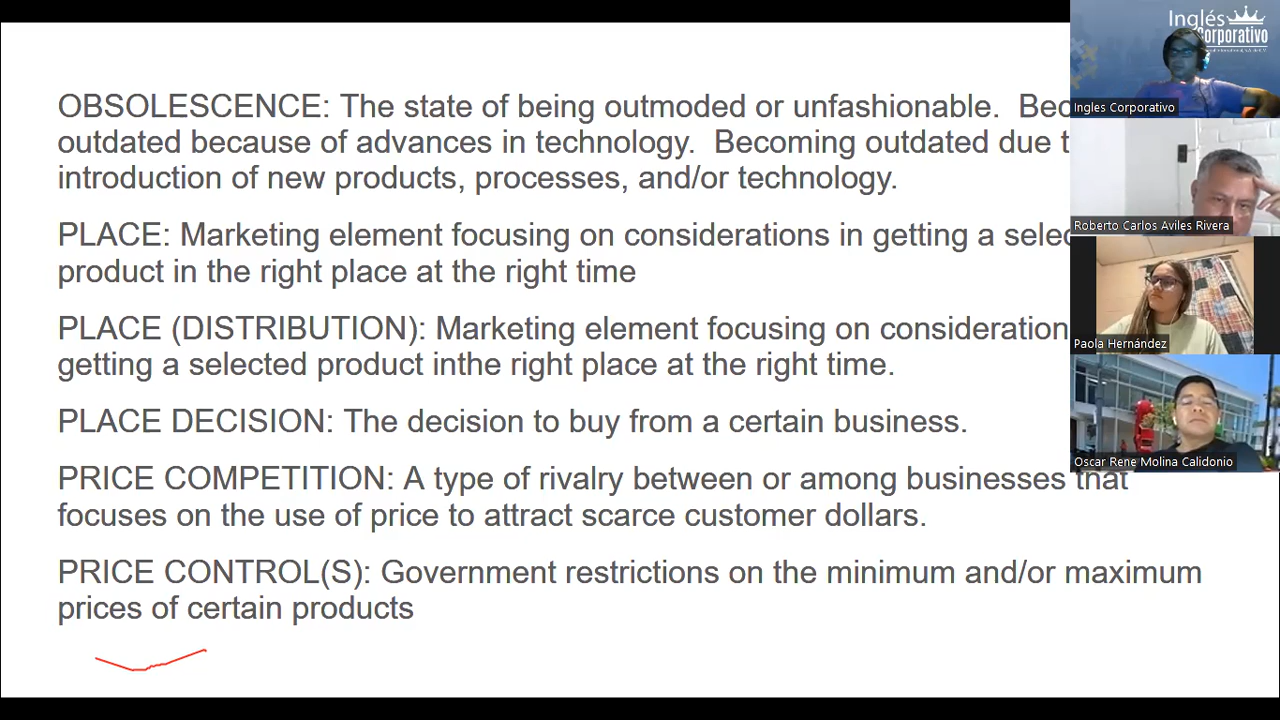 OBSOLESCENCE: The state of being outmoded or unfashionable. Bec
outdated because of advances in technology. Becoming outdated due t
introduction of new products, processes, and/or technology.
PLACE: Marketing element focusing on considerations in getting a selec
product in the right place at the right time
PLACE (DISTRIBUTION): Marketing element focusing on consideration
getting a selected product inthe right place at the right time.
PLACE DECISION: The decision to buy from a certain business.
PRICE COMPETITION: A type of rivalry between or among businesses that
focuses on the use of price to attract scarce customer dollars.
PRICE CONTROL(S): Government restrictions on the minimum and/or maximum
prices of certain products
Inglés
Corporativo
Ingles Corporativo
Roberto Carlos Aviles Rivera
Paola Hernández
Oscar Rene Molina Calidonio